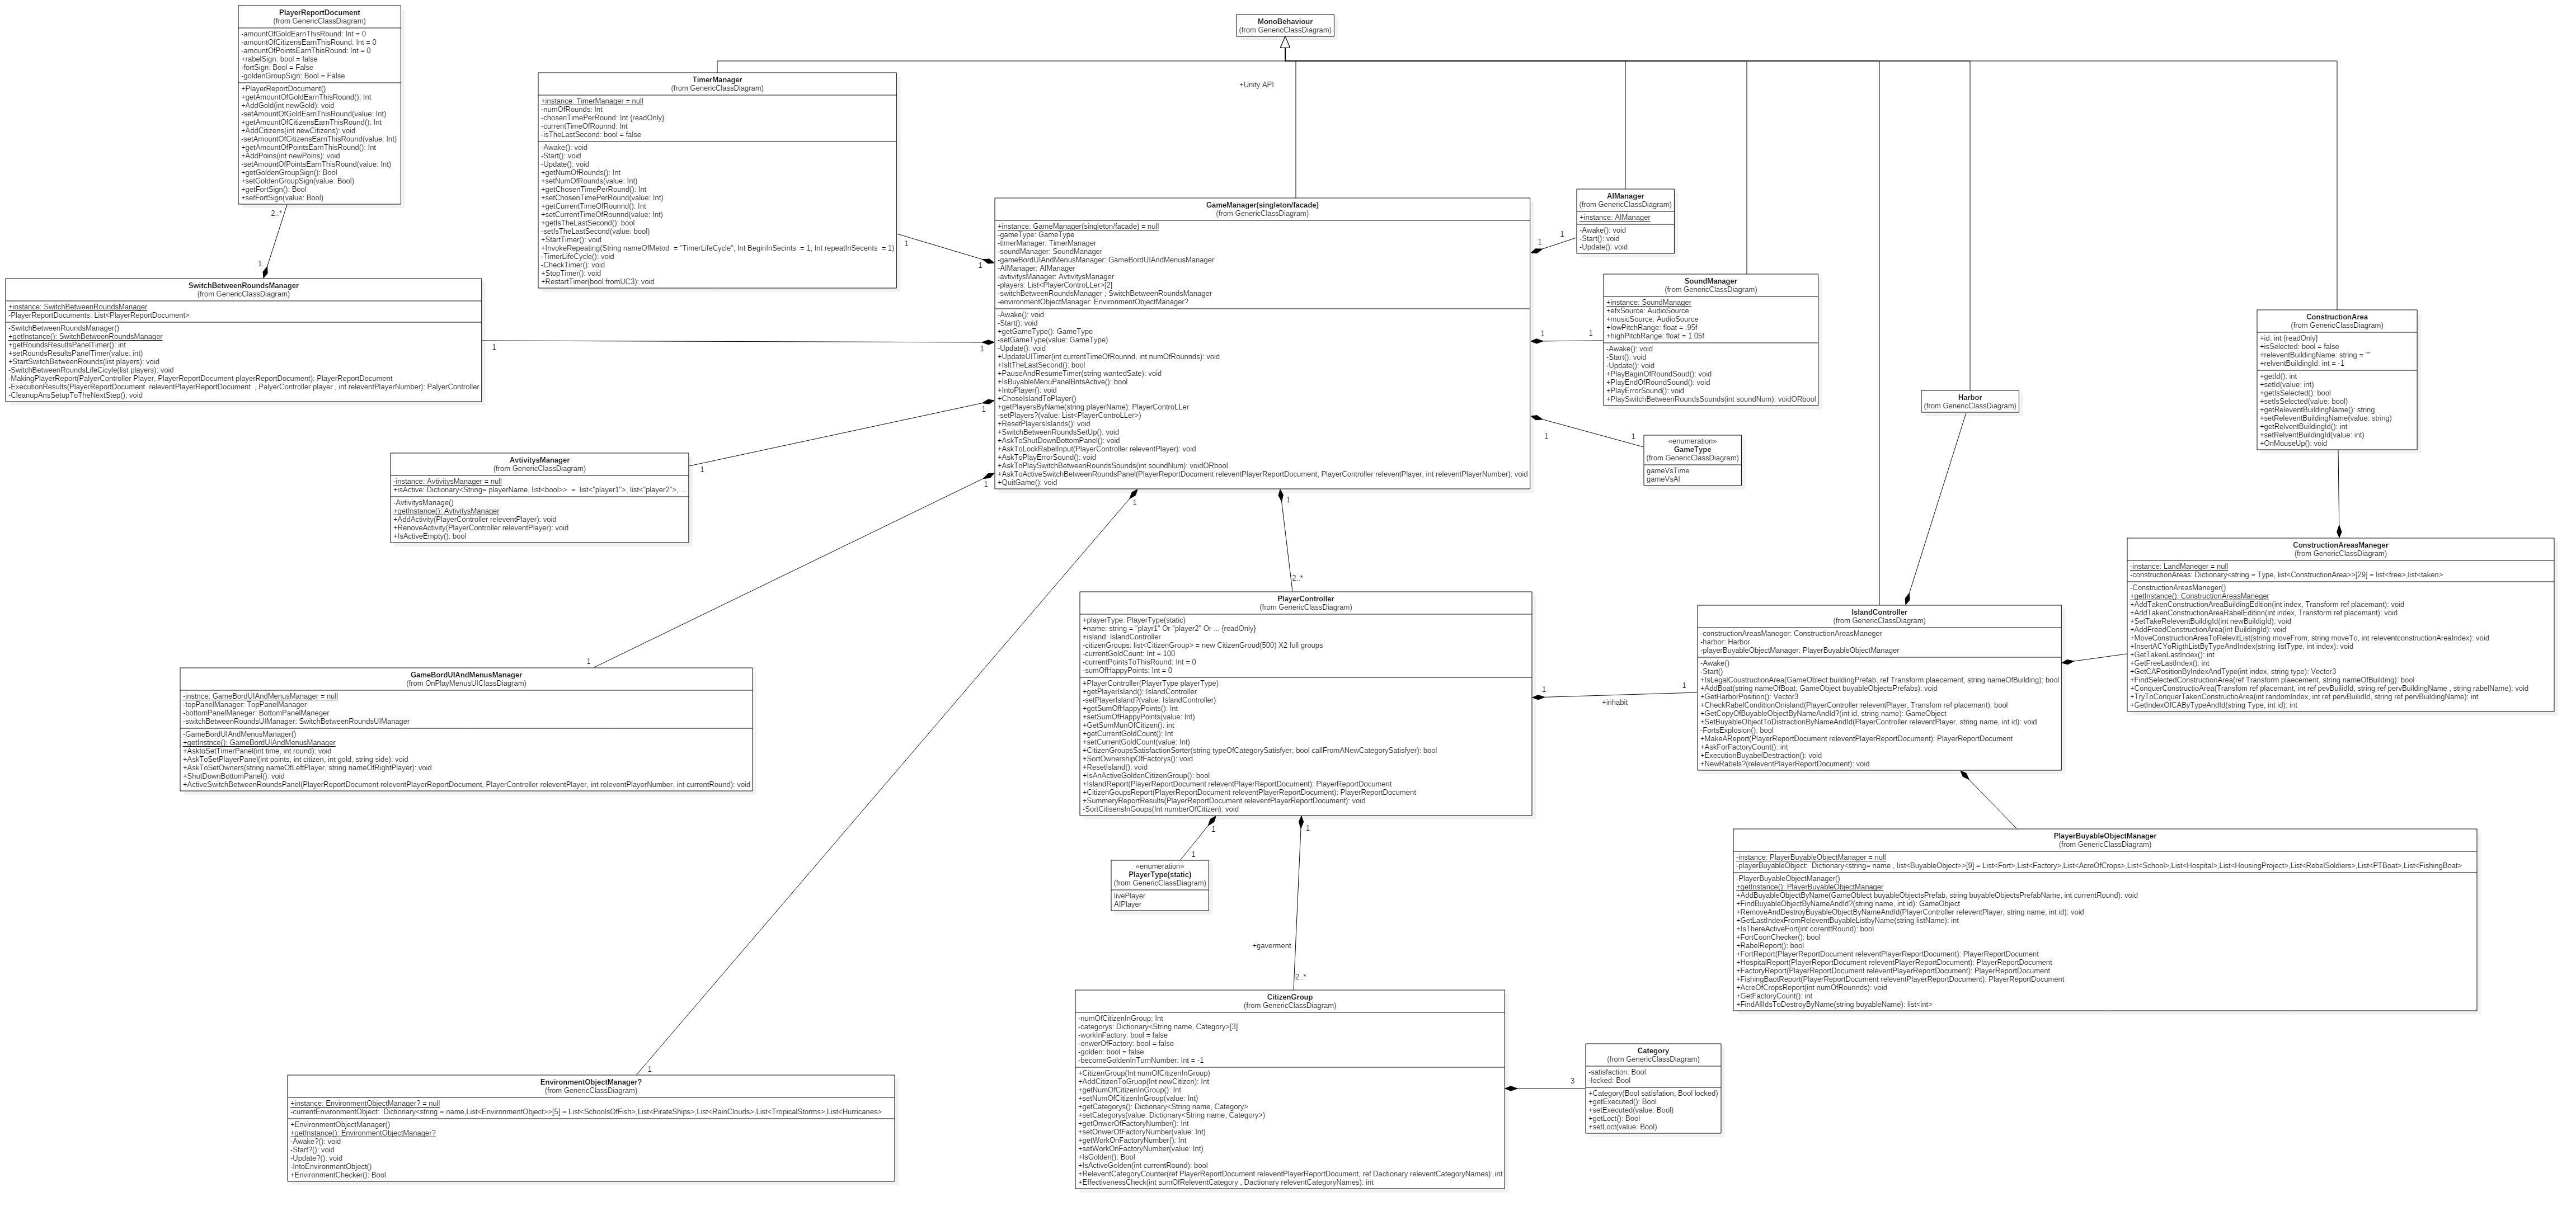 PlayerReportDocument
(from GenericClassDiagram)
-amountOfGoldEarnThisRound: Int = 0
-amountOfCitizensEarnThisRound: Int = 0
-amountOfPointsEarnThisRound: Int = 0
+rabelSign: bool = false
-fortSign: Bool = False
-goldenGroupSign: Bool = False
+PlayerReportDocument()
+getAmountOfGoldEarnThisRound(): Int
+AddGold(int newGold): void
-setAmountOfGoldEarnThisRound(value: Int)
+getAmountOfCitizensEarnThisRound(): Int
+AddCitizens(int newCitizens): void
-setAmountOfCitizensEarnThisRound(value: Int)
+getAmountOfPointsEarnThisRound(): Int
+AddPoins(int newPoins): void
-setAmountOfPointsEarnThisRound(value: Int)
+getGoldenGroupSign(): Bool
+setGoldenGroupSign(value: Bool)
+getFortSign(): Bool
+setFortSign(value: Bool)
2..*
1
SwitchBetweenRoundsManager
(from GenericClassDiagram)
+instance: SwitchBetweenRoundsManager
-PlayerReportDocuments: List<PlayerReportDocument>
-SwitchBetweenRoundsManager()
+getInstance(): SwitchBetweenRoundsManager
+getRoundsResultsPanelTimer(): int
+setRoundsResultsPanelTimer(value: int)
+StartSwitchBetweenRounds(list players): void
-SwitchBetweenRoundsLifeCicyle(list players): void
-MakingPlayerReport(PalyerController Player, PlayerReportDocument playerReportDocument): PlayerReportDocument
-ExecutionResults(PlayerReportDocument  releventPlayerReportDocument  , PalyerController player , int releventPlayerNumber): PalyerController
-CleanupAnsSetupToTheNextStep(): void
1
1
TimerManager
(from GenericClassDiagram)
+instance: TimerManager = null
-numOfRounds: Int
-chosenTimePerRound: Int {readOnly}
-currentTimeOfRounnd: Int
-isTheLastSecond: bool = false
-Awake(): void
-Start(): void
-Update(): void
+getNumOfRounds(): Int
+setNumOfRounds(value: Int)
+getChosenTimePerRound(): Int
+setChosenTimePerRound(value: Int)
+getCurrentTimeOfRounnd(): Int
+setCurrentTimeOfRounnd(value: Int)
+getIsTheLastSecond(): bool
-setIsTheLastSecond(value: bool)
+StartTimer(): void
+InvokeRepeating(String nameOfMetod  = "TimerLifeCycle", Int BeginInSecints  = 1, Int repeatInSecents  = 1)
-TimerLifeCycle(): void
-CheckTimer(): void
+StopTimer(): void
+RestartTimer(bool fromUC3): void
1
1
MonoBehaviour
(from GenericClassDiagram)
+Unity API
GameManager(singleton/facade)
(from GenericClassDiagram)
+instance: GameManager(singleton/facade) = null
-gameType: GameType
-timerManager: TimerManager
-soundManager: SoundManager
-gameBordUIAndMenusManager: GameBordUIAndMenusManager
-AIManager: AIManager
-avtivitysManager: AvtivitysManager
-players: List<PlayerControLLer>[2]
-switchBetweenRoundsManager ; SwitchBetweenRoundsManager
-environmentObjectManager: EnvironmentObjectManager?
-Awake(): void
-Start(): void
+getGameType(): GameType
-setGameType(value: GameType)
-Update(): void
+UpdateUITimer(int currentTimeOfRounnd, int numOfRounnds): void
+IsItTheLastSecond(): bool
+PauseAndResumeTimer(string wantedSate): void
+IsBuyableMenuPanelBntsActive(): bool
+IntoPlayer(): void
+ChoseIslandToPlayer()
+getPlayersByName(string playerName): PlayerControLLer
-setPlayers?(value: List<PlayerControLLer>)
+ResetPlayersIslands(): void
+SwitchBetweenRoundsSetUp(): void
+AskToShutDownBottomPanel(): void
+AskToLockRabelInput(PlayerController releventPlayer): void
+AskToPlayErrorSound(): void
+AskToPlaySwitchBetweenRoundsSounds(int soundNum): voidORbool
+AskToActiveSwitchBetweenRoundsPanel(PlayerReportDocument releventPlayerReportDocument, PlayerController releventPlayer, int releventPlayerNumber): void
+QuitGame(): void
AIManager
(from GenericClassDiagram)
+instance: AIManager
-Awake(): void
-Start(): void
-Update(): void
1
1
SoundManager
(from GenericClassDiagram)
+instance: SoundManager
+efxSource: AudioSource
+musicSource: AudioSource
+lowPitchRange: float = .95f
+highPitchRange: float = 1.05f
-Awake(): void
-Start(): void
-Update(): void
+PlayBaginOfRoundSoud(): void
+PlayEndOfRoundSound(): void
+PlayErrorSound(): void
+PlaySwitchBetweenRoundsSounds(int soundNum): voidORbool
1
1
«enumeration»
GameType
(from GenericClassDiagram)
gameVsTime
gameVsAI
1
1
Harbor
(from GenericClassDiagram)
ConstructionArea
(from GenericClassDiagram)
+id: int {readOnly}
+isSelected: bool = false
+releventBuildingName: string = ""
+relventBuildingId: int = -1
+getId(): int
+setId(value: int)
+getIsSelected(): bool
+setIsSelected(value: bool)
+getReleventBuildingName(): string
+setReleventBuildingName(value: string)
+getRelventBuildingId(): int
+setRelventBuildingId(value: int)
+OnMouseUp(): void
AvtivitysManager
(from GenericClassDiagram)
-instance: AvtivitysManager = null
+isActive: Dictionary<String= playerName, list<bool>>  =  list<"player1">, list<"player2">, ...
-AvtivitysManage()
+getInstance(): AvtivitysManager
+AddActivity(PlayerController releventPlayer): void
+RenoveActivity(PlayerController releventPlayer): void
+IsActiveEmpty(): bool
1
1
1
1
1
1
2..*
ConstructionAreasManeger
(from GenericClassDiagram)
-instance: LandManeger = null
-constructionAreas: Dictionary<string = Type, list<ConstructionArea>>[29] = list<free>,list<taken>
-ConstructionAreasManeger()
+getInstance(): ConstructionAreasManeger
+AddTakenConstructionAreaBuildingEdition(int index, Transform ref placemant): void
+AddTakenConstructionAreaRabelEdition(int index, Transform ref placemant): void
+SetTakeReleventBuildigId(int newBuildigId): void
+AddFreedConstructionArea(int BuildingId): void
+MoveConstructionAreaToRelevitList(string moveFrom, string moveTo, int releventconstructionAreaIndex): void
+InsertACYoRigthListByTypeAndIndex(string listType, int index): void
+GetTakenLastIndex(): int
+GetFreeLastIndex(): int
+GetCAPositionByIndexAndType(int index, string type): Vector3
+FindSelectedConstructionArea(ref Transform plaecement, string nameOfBuilding): bool
+ConquerConstructioArea(Transform ref placemant, int ref pevBuilidId, string ref pervBuildingName , string rabelName): void
+TryToConquerTakenConstructioArea(int randomIndex, int ref pervBuilidId, string ref pervBuildingName): int
+GetIndexOfCAByTypeAndId(string Type, int id): int
PlayerController
(from GenericClassDiagram)
+playerType: PlayerType(static)
+name: string = "playr1" Or "player2" Or ... {readOnly}
+island: IslandController
-citizenGroups: list<CitizenGroup> = new CitizenGroud(500) X2 full groups
-currentGoldCount: Int = 100
-currentPointsToThisRound: Int = 0
-sumOfHappyPoints: Int = 0
+PlayerController(PlayerType playerType)
+getPlayerIsland(): IslandController
-setPlayerIsland?(value: IslandController)
+getSumOfHappyPoints(): Int
+setSumOfHappyPoints(value: Int)
+GetSumMunOfCitizen(): int
+getCurrentGoldCount(): Int
+setCurrentGoldCount(value: Int)
+CitizenGroupsSatisfactionSorter(string typeOfCategorySatisfyer, bool callFromANewCategorySatisfyer): bool
+SortOwnershipOfFactorys(): void
+ResetIsland(): void
+IsAnActiveGoldenCitizenGroup(): bool
+IslandReport(PlayerReportDocument releventPlayerReportDocument): PlayerReportDocument
+CitizenGoupsReport(PlayerReportDocument releventPlayerReportDocument): PlayerReportDocument
+SummeryReportResults(PlayerReportDocument releventPlayerReportDocument): void
-SortCitisensInGoups(Int numberOfCitizen): void
1
+inhabit
1
IslandController
(from GenericClassDiagram)
-constructionAreasManeger: ConstructionAreasManeger
-harbor: Harbor
-playerBuyableObjectManager: PlayerBuyableObjectManager
-Awake()
-Start()
+IsLegalCoustructionArea(GameOblect buildingPrefab, ref Transform plaecement, string nameOfBuilding): bool
+AddBoat(string nameOfBoat, GameObject buyableObjectsPrefabs): void
+GetHarborPosition(): Vector3
+CheckRabelConditionOnisland(PlayerController releventPlayer, Transfom ref placemant): bool
+GetCopyOfBuyableObjectByNameAndId?(int id, string name): GameObject
+SetBuyableObjectToDistractionByNameAndId(PlayerController releventPlayer, string name, int id): void
-FortsExplosion(): bool
+MakeAReport(PlayerReportDocument releventPlayerReportDocument): PlayerReportDocument
+AskForFactoryCount(): int
+ExecutionBuyabelDestraction(): void
+NewRabels?(releventPlayerReportDocument): void
GameBordUIAndMenusManager
(from OnPlayMenusUIClassDiagram)
-instnce: GameBordUIAndMenusManager = null
-topPanelManager: TopPanelManager
-bottomPanelManeger: BottomPanelManeger
-switchBetweenRoundsUIManager: SwitchBetweenRoundsUIManager
-GameBordUIAndMenusManager()
+getInstnce(): GameBordUIAndMenusManager
+AsktoSetTimerPanel(int time, int round): void
+AskToSetPlayerPanel(int points, int citizen, int gold, string side): void
+AskToSetOwners(string nameOfLeftPlayer, string nameOfRightPlayer): void
+ShutDownBottomPanel(): void
+ActiveSwitchBetweenRoundsPanel(PlayerReportDocument releventPlayerReportDocument, PlayerController releventPlayer, int releventPlayerNumber, int currentRound): void
1
1
«enumeration»
PlayerType(static)
(from GenericClassDiagram)
livePlayer
AIPlayer
1
+gaverment
2..*
PlayerBuyableObjectManager
(from GenericClassDiagram)
-instance: PlayerBuyableObjectManager = null
-playerBuyableObject:  Dictionary<string= name , list<BuyableObject>>[9] = List<Fort>,List<Factory>,List<AcreOfCrops>,List<School>,List<Hospital>,List<HousingProject>,List<RebelSoldiers>,List<PTBoat>,List<FishingBoat>
-PlayerBuyableObjectManager()
+getInstance(): PlayerBuyableObjectManager
+AddBuyableObjectByName(GameOblect buyableObjectsPrefab, string buyableObjectsPrefabName, int currentRound): void
+FindBuyableObjectByNameAndId?(string name, int id): GameObject
+RemoveAndDestroyBuyableObjectByNameAndId(PlayerController releventPlayer, string name, int id): void
+GetLastIndexFromReleventBuyableListbyName(string listName): int
+IsThereActiveFort(int corenttRound): bool
+FortCounChecker(): bool
+RabelReport(): bool
+FortReport(PlayerReportDocument releventPlayerReportDocument): PlayerReportDocument
+HospitalReport(PlayerReportDocument releventPlayerReportDocument): PlayerReportDocument
+FactoryReport(PlayerReportDocument releventPlayerReportDocument): PlayerReportDocument
+FishingBaotReport(PlayerReportDocument releventPlayerReportDocument): PlayerReportDocument
+AcreOfCropsReport(int numOfRounnds): void
+GetFactoryCount(): int
+FindAllIdsToDestroyByName(string buyableName): list<int>
1
EnvironmentObjectManager?
(from GenericClassDiagram)
+instance: EnvironmentObjectManager? = null
-currentEnvironmentObject:  Dictionary<string = name,List<EnvironmentObject>>[5] = List<SchoolsOfFish>,List<PirateShips>,List<RainClouds>,List<TropicalStorms>,List<Hurricanes>
+EnvironmentObjectManager()
+getInstance(): EnvironmentObjectManager?
-Awake?(): void
-Start?(): void
-Update?(): void
-IntoEnvironmentObject()
+EnvironmentChecker(): Bool
CitizenGroup
(from GenericClassDiagram)
-numOfCitizenInGroup: Int
-categorys: Dictionary<String name, Category>[3]
-workInFactory: bool = false
-onwerOfFactory: bool = false
-golden: bool = false
-becomeGoldenInTurnNumber: Int = -1
+CitizenGroup(Int numOfCitizenInGroup)
+AddCitizenToGruop(Int newCitizen): Int
+getNumOfCitizenInGroup(): Int
+setNumOfCitizenInGroup(value: Int)
+getCategorys(): Dictionary<String name, Category>
+setCategorys(value: Dictionary<String name, Category>)
+getOnwerOfFactoryNumber(): Int
+setOnwerOfFactoryNumber(value: Int)
+getWorkOnFactoryNumber(): Int
+setWorkOnFactoryNumber(value: Int)
+IsGolden(): Bool
+IsActiveGolden(int currentRound): bool
+ReleventCategoryCounter(ref PlayerReportDocument releventPlayerReportDocument, ref Dactionary releventCategoryNames): int
+EffectivenessCheck(int sumOfReleventCategory , Dactionary releventCategoryNames): int
3
Category
(from GenericClassDiagram)
-satisfaction: Bool
-locked: Bool
+Category(Bool satisfation, Bool locked)
+getExecuted(): Bool
+setExecuted(value: Bool)
+getLoct(): Bool
+setLoct(value: Bool)